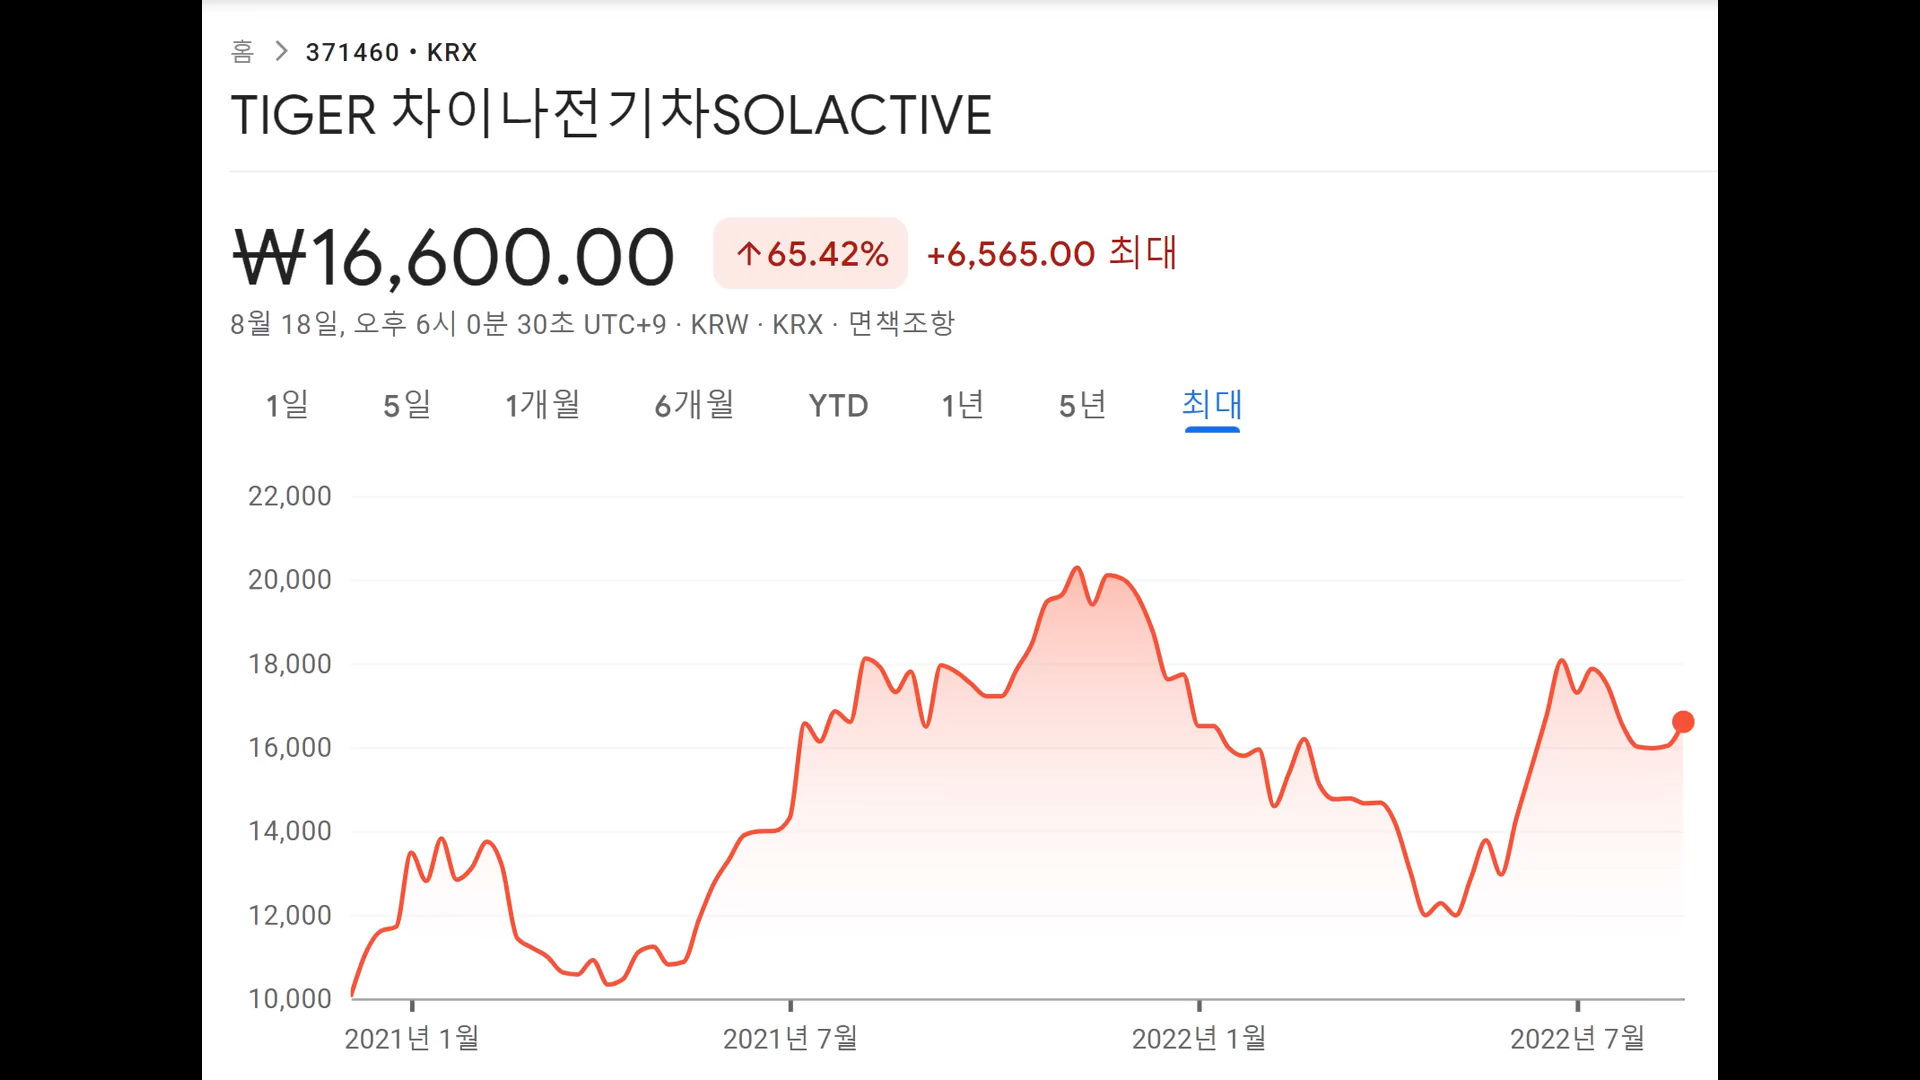 홈 > 371460 • KRX
TIGER 차이나전기차SOLACTIVE
₩16,600.00 ↑65.42% +6,565.00 최대
8월 18일, 오후 6시 0분 30초 UTC+9 · KRW · KRX · 면책조항
1일 5일 1개월 6개월 YTD 1년 5년 최대
22,000
20,000
18,000
16,000
14,000
12,000
10,000
2021년 1월 2021년 7월 2022년 1월 2022년 7월